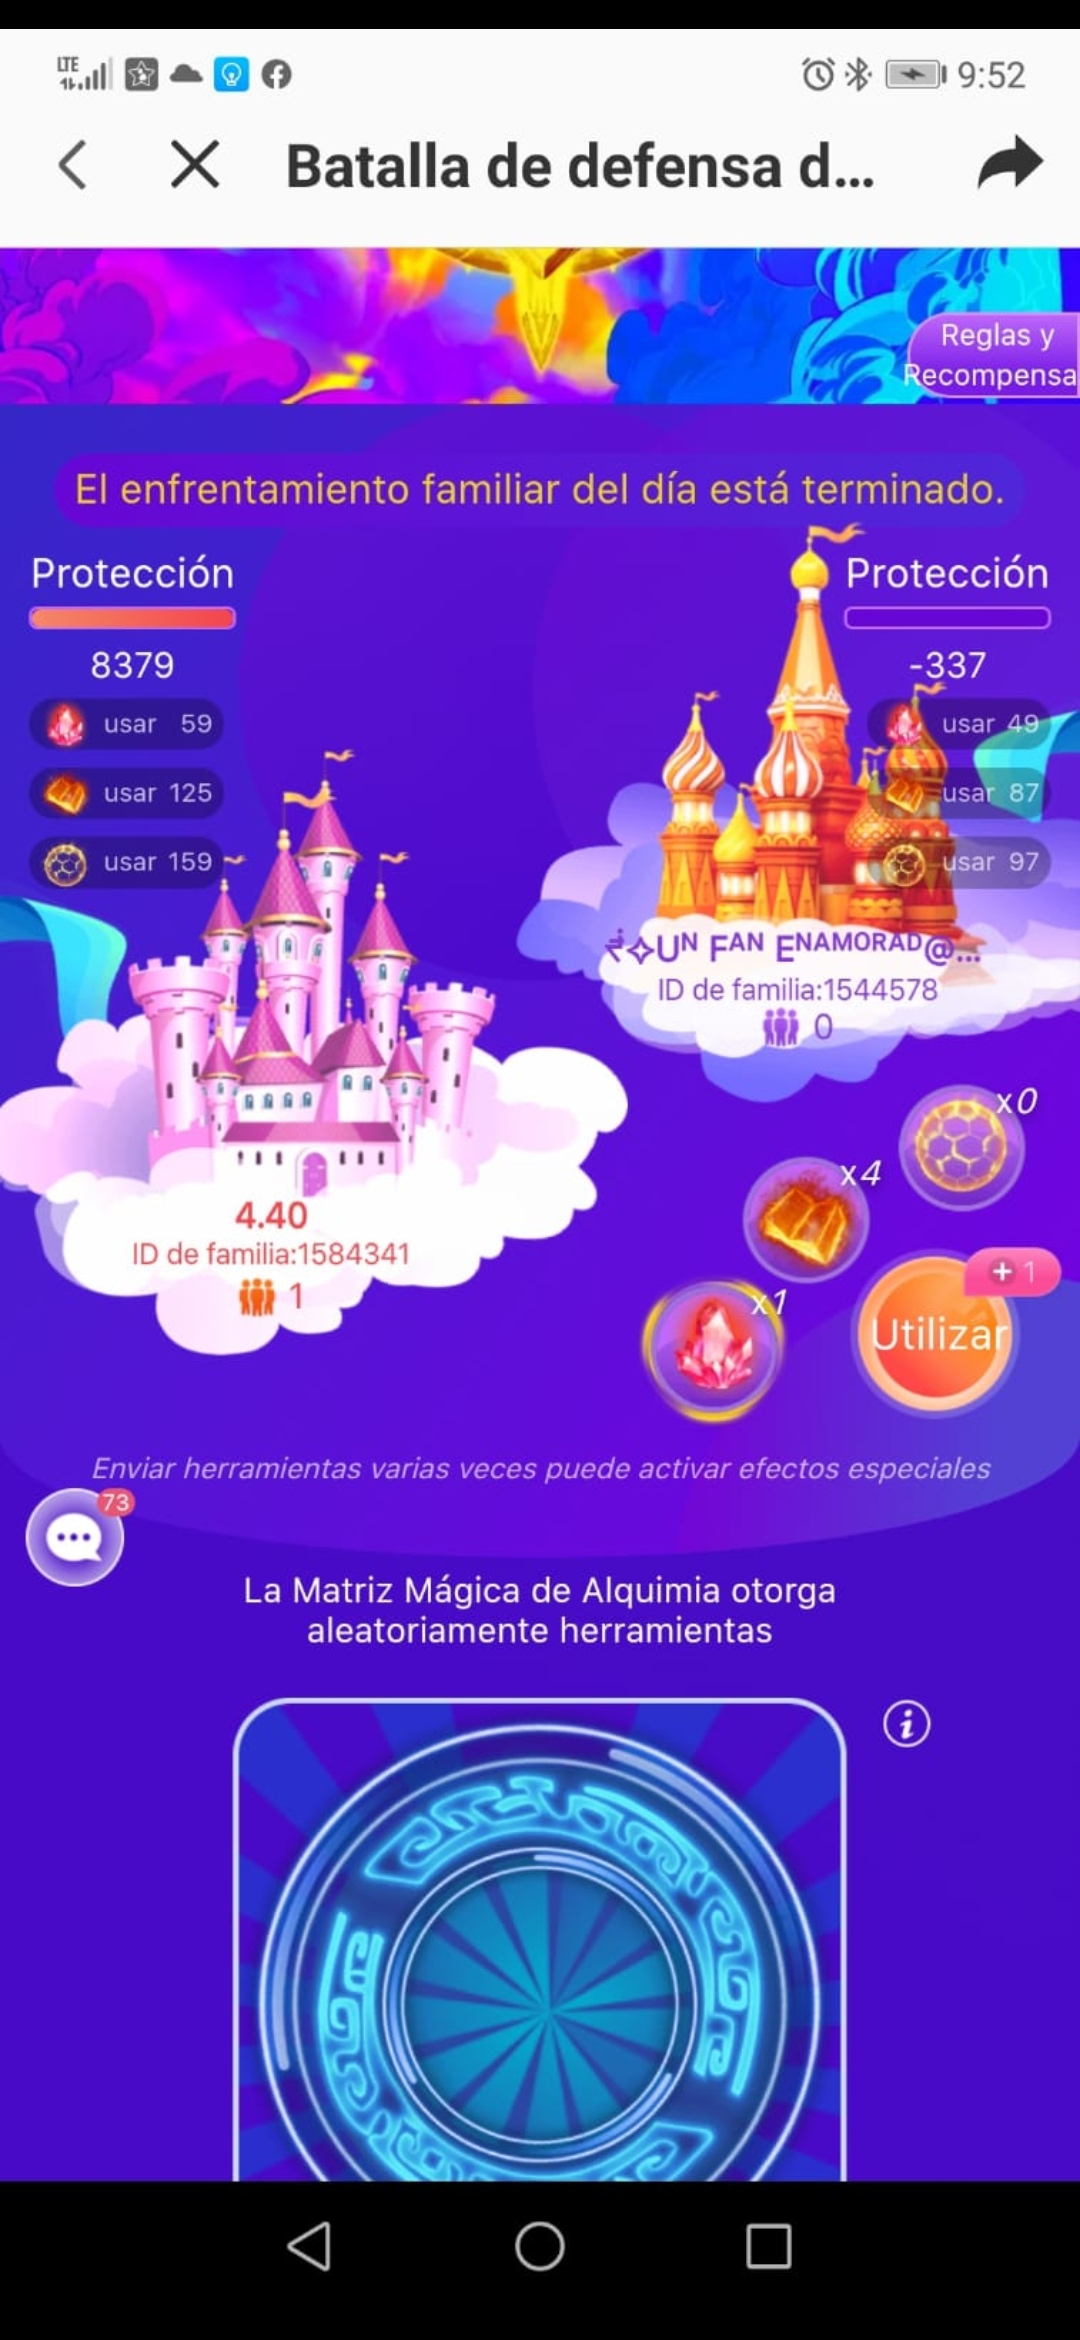 LTE
9:52
Batalla de defensa d...
Reglas y
Recompensa
El enfrentamiento familiar del día está terminado.
Protección
8379
usar 59
usar 125
usar 159
Protección
-337
usar 49
usar 87
usar 97
Uᴺ Fᴬᴺ Eᴺᴬᴹᴼᴿᴬᴰ@...
ID de familia:1544578
0
4.40
ID de familia:1584341
1
x0
x4
x1
+ 1
Utilizar
Enviar herramientas varias veces puede activar efectos especiales
73
La Matriz Mágica de Alquimia otorga
aleatoriamente herramientas